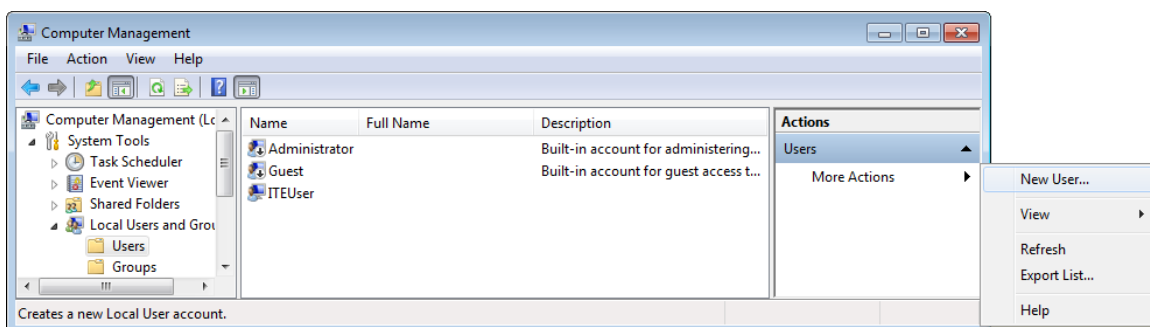 Computer Management
File Action View Help
Computer Management (Lc
System Tools
Task Scheduler
Event Viewer
Shared Folders
Local Users and Grou
Users
Groups
Name Full Name Description
Administrator Built-in account for administering...
Guest Built-in account for guest access t...
ITEUser
Actions
Users
More Actions
New User...
View
Refresh
Export List...
Help
Creates a new Local User account.